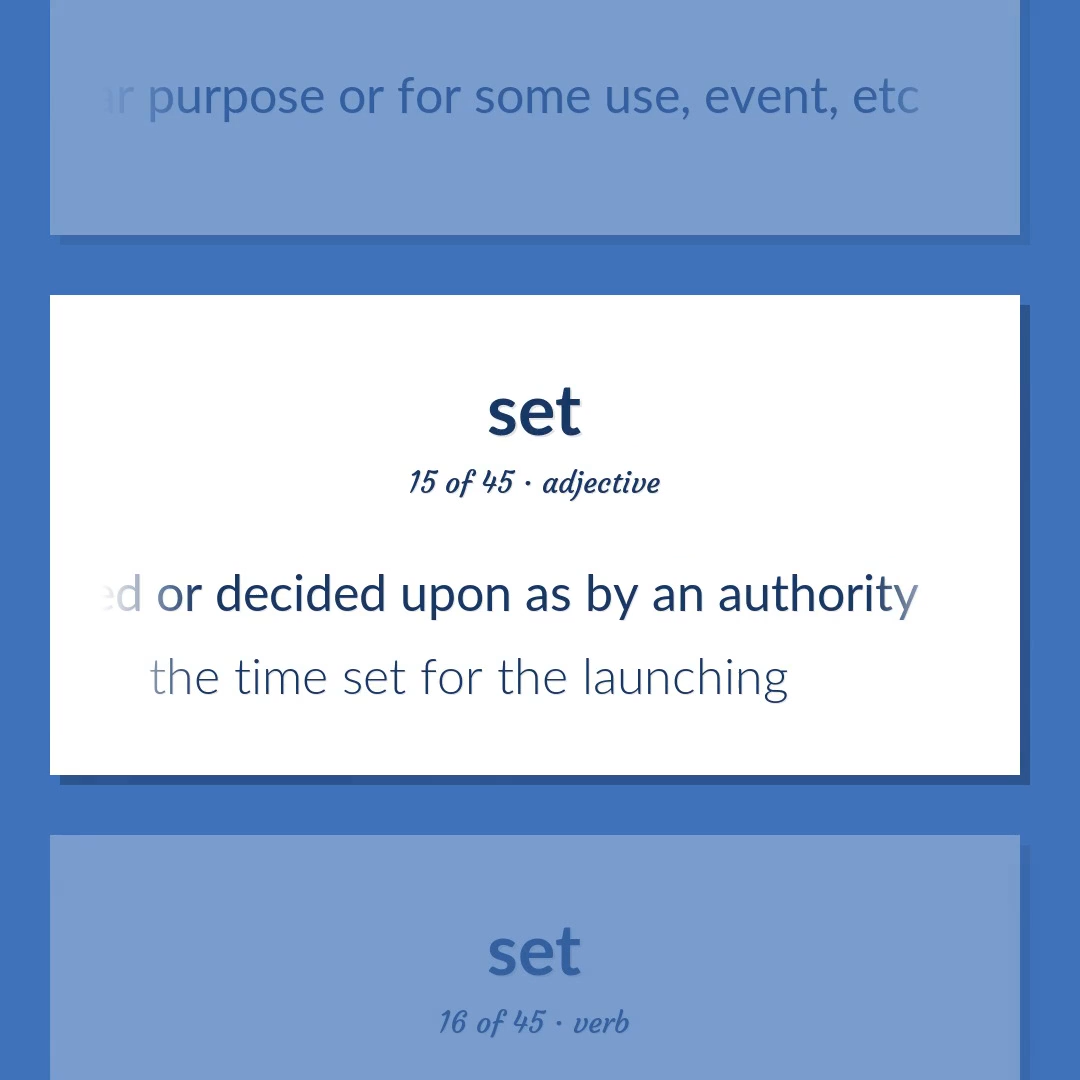 purpose or for some use, event, etc
set
15 of 45 · adjective
or decided upon as by an authority
the time set for the launching
set
16 of 45 · verb